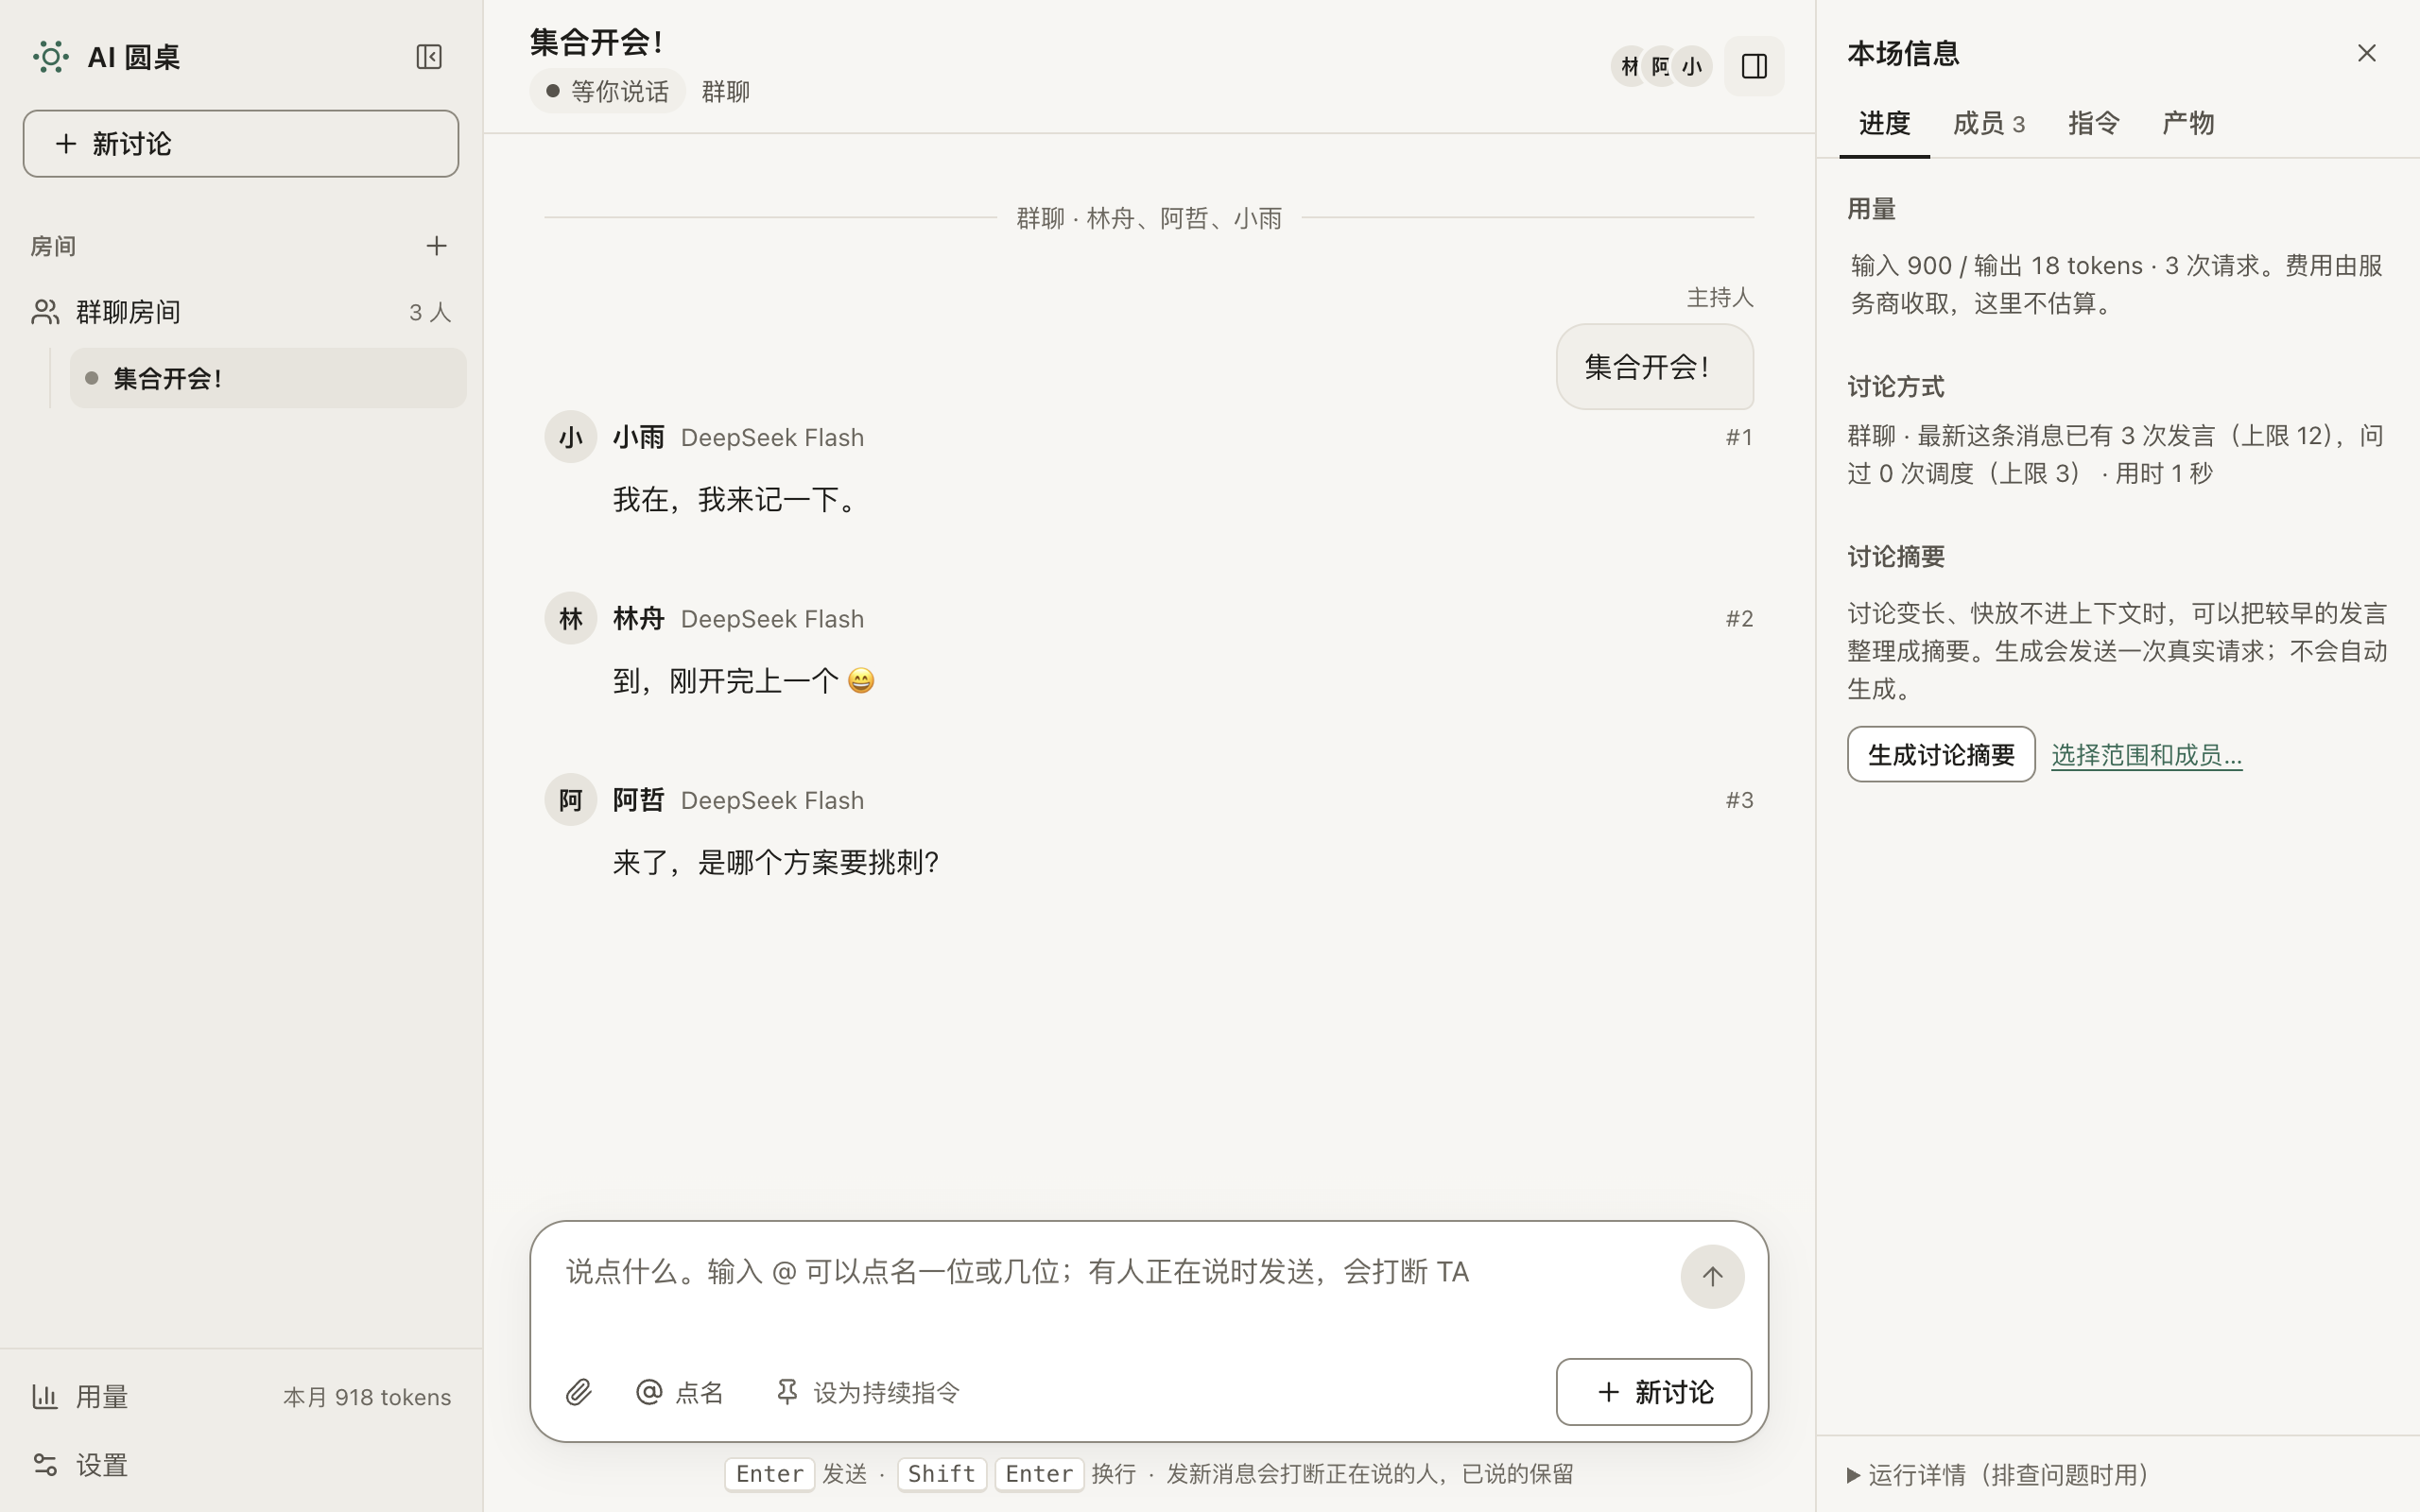 AI 圆桌
新讨论
房间
群聊房间 3 人
集合开会！
用量 本月 918 tokens
设置
集合开会！
等你说话 群聊
林 阿 小
群聊 · 林舟、阿哲、小雨
主持人
集合开会！
小 小雨 DeepSeek Flash #1
我在，我来记一下。
林 林舟 DeepSeek Flash #2
到，刚开完上一个 😄
阿 阿哲 DeepSeek Flash #3
来了，是哪个方案要挑刺？
说点什么。输入 @ 可以点名一位或几位；有人正在说时发送，会打断 TA
点名 设为持续指令 新讨论
Enter 发送 · Shift Enter 换行 · 发新消息会打断正在说的人，已说的保留
本场信息
进度 成员 3 指令 产物
用量
输入 900 / 输出 18 tokens · 3 次请求。费用由服
务商收取，这里不估算。
讨论方式
群聊 · 最新这条消息已有 3 次发言（上限 12），问
过 0 次调度（上限 3） · 用时 1 秒
讨论摘要
讨论变长、快放不进上下文时，可以把较早的发言
整理成摘要。生成会发送一次真实请求；不会自动
生成。
生成讨论摘要 选择范围和成员…
运行详情（排查问题时用）